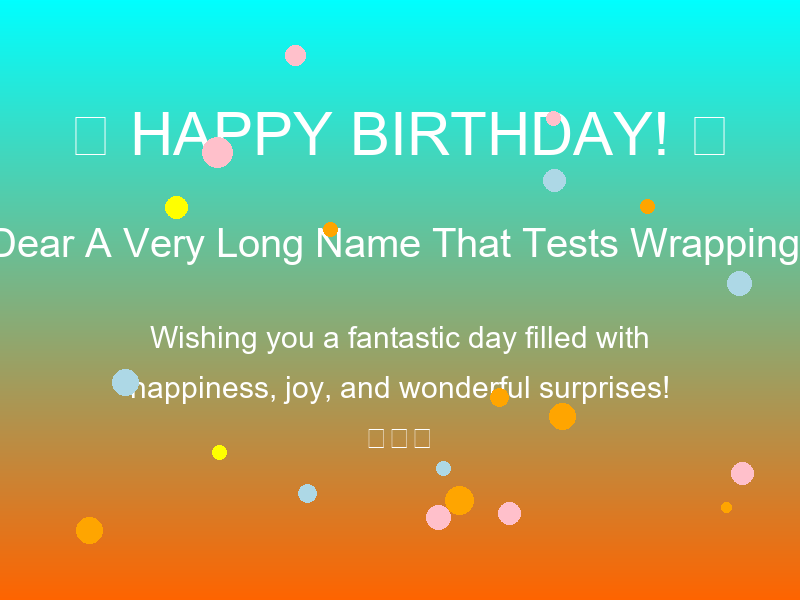 HAPPY BIRTHDAY!
Dear A Very Long Name That Tests Wrapping
Wishing you a fantastic day filled with
happiness, joy, and wonderful surprises!